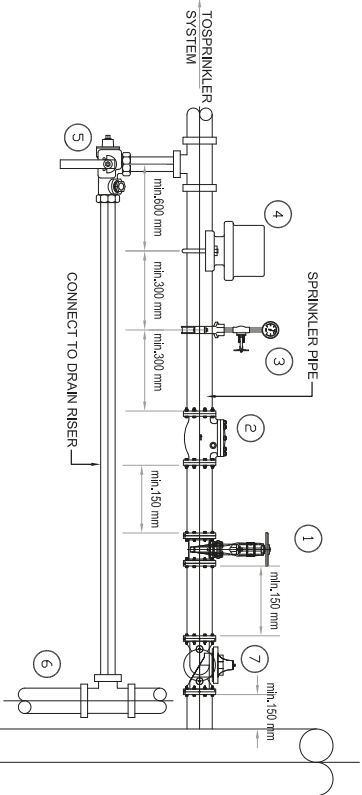 SPRINKLER PIPE
1
4
3
min.150 mm
min.150 mm
2
7
TOSPRINKLER
SYSTEM
min.600 mm
min.300 mm
min.300 mm
min.150 mm
5
CONNECT TO DRAIN RISER
6